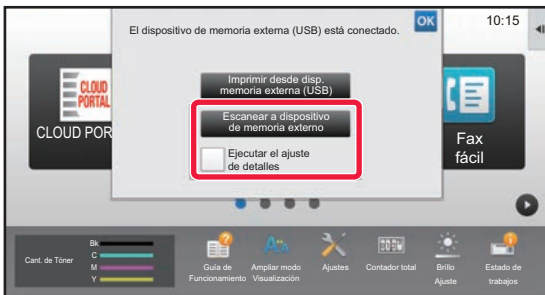 El dispositivo de memoria externa (USB) está conectado.
OK
10:15
Imprimir desde disp.
memoria externa (USB)
Escanear a dispositivo
de memoria externo
Ejecutar el ajuste
de detalles
CLOUD
PORTAL
CLOUD POR
Fax
fácil
Cant. de Tóner
Bk
C
M
Y
Guía de
Funcionamiento
Ampliar modo
Visualización
Ajustes
Contador total
Brillo
Ajuste
Estado de
trabajos